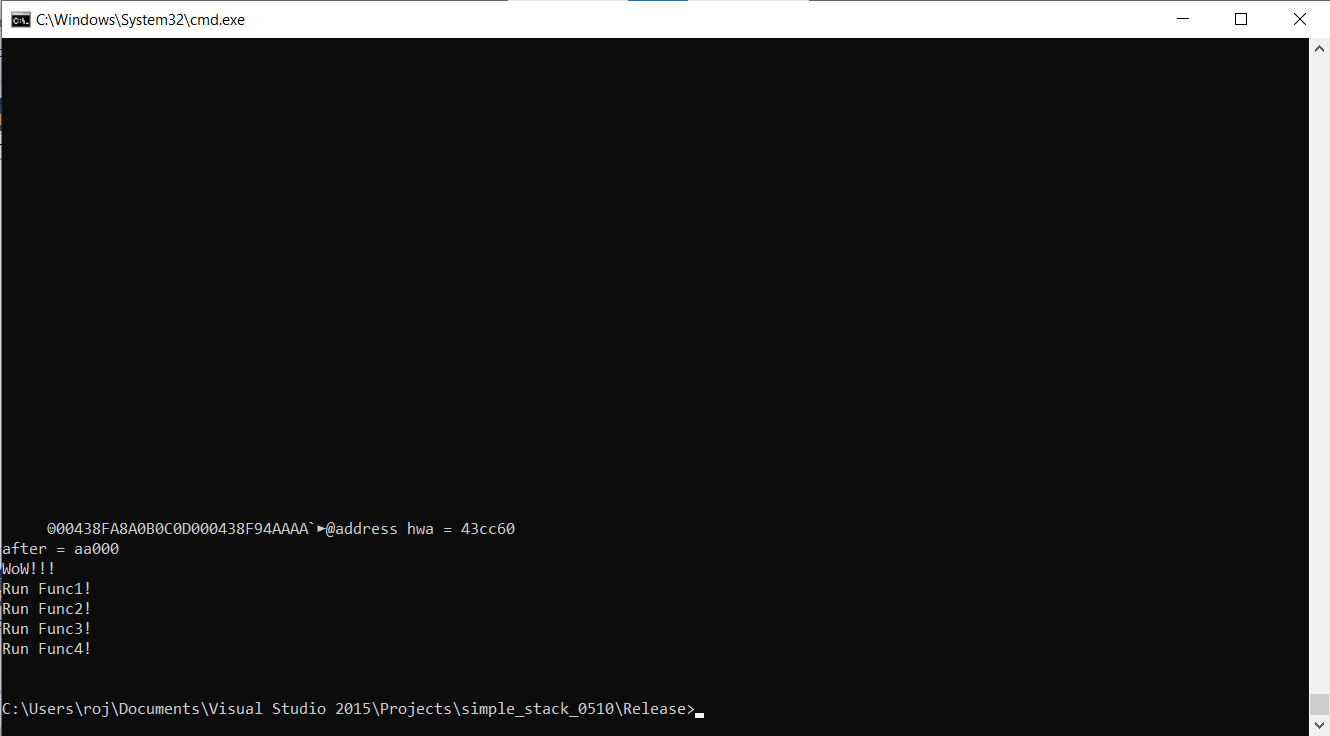 C:\Windows\System32\cmd.exe
☺00438FA8A0B0C0D000438F94AAAA`►@address hwa = 43cc60
after = aa000
WoW!!!
Run Func1!
Run Func2!
Run Func3!
Run Func4!
C:\Users\roj\Documents\Visual Studio 2015\Projects\simple_stack_0510\Release>